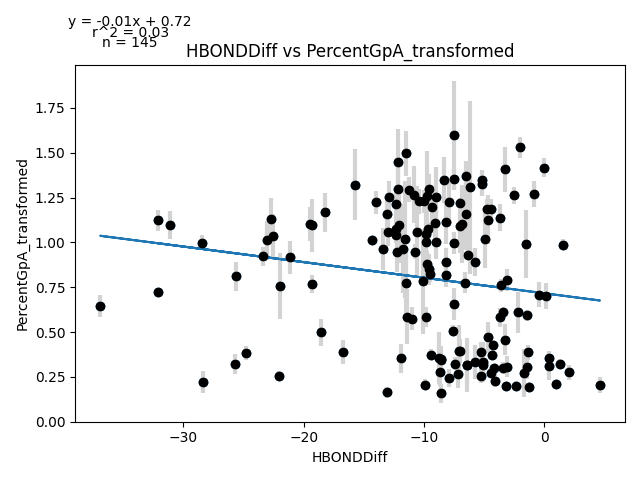 y = -0.01x + 0.72
r^2 = 0.03
n = 145
HBONDDiff vs PercentGpA_transformed
PercentGpA_transformed
1.75
1.50
1.25
1.00
0.75
0.50
0.25
0.00
−30
−20
−10
0
HBONDDiff